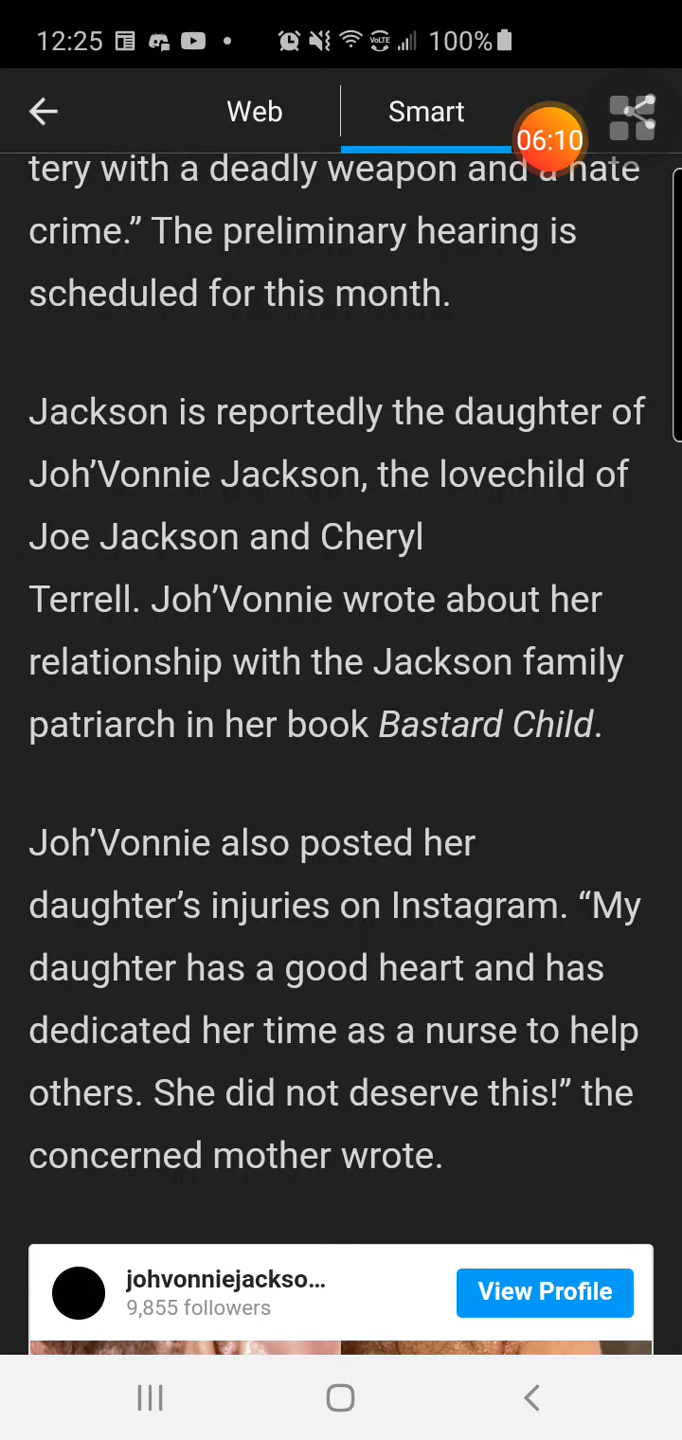 12:25
VoLTE
100%
Web
Smart
06:10
tery with a deadly weapon and a hate
crime.” The preliminary hearing is
scheduled for this month.
Jackson is reportedly the daughter of
Joh’Vonnie Jackson, the lovechild of
Joe Jackson and Cheryl
Terrell. Joh’Vonnie wrote about her
relationship with the Jackson family
patriarch in her book Bastard Child.
Joh’Vonnie also posted her
daughter’s injuries on Instagram. “My
daughter has a good heart and has
dedicated her time as a nurse to help
others. She did not deserve this!” the
concerned mother wrote.
johvonniejackso...
View Profile
9,855 followers